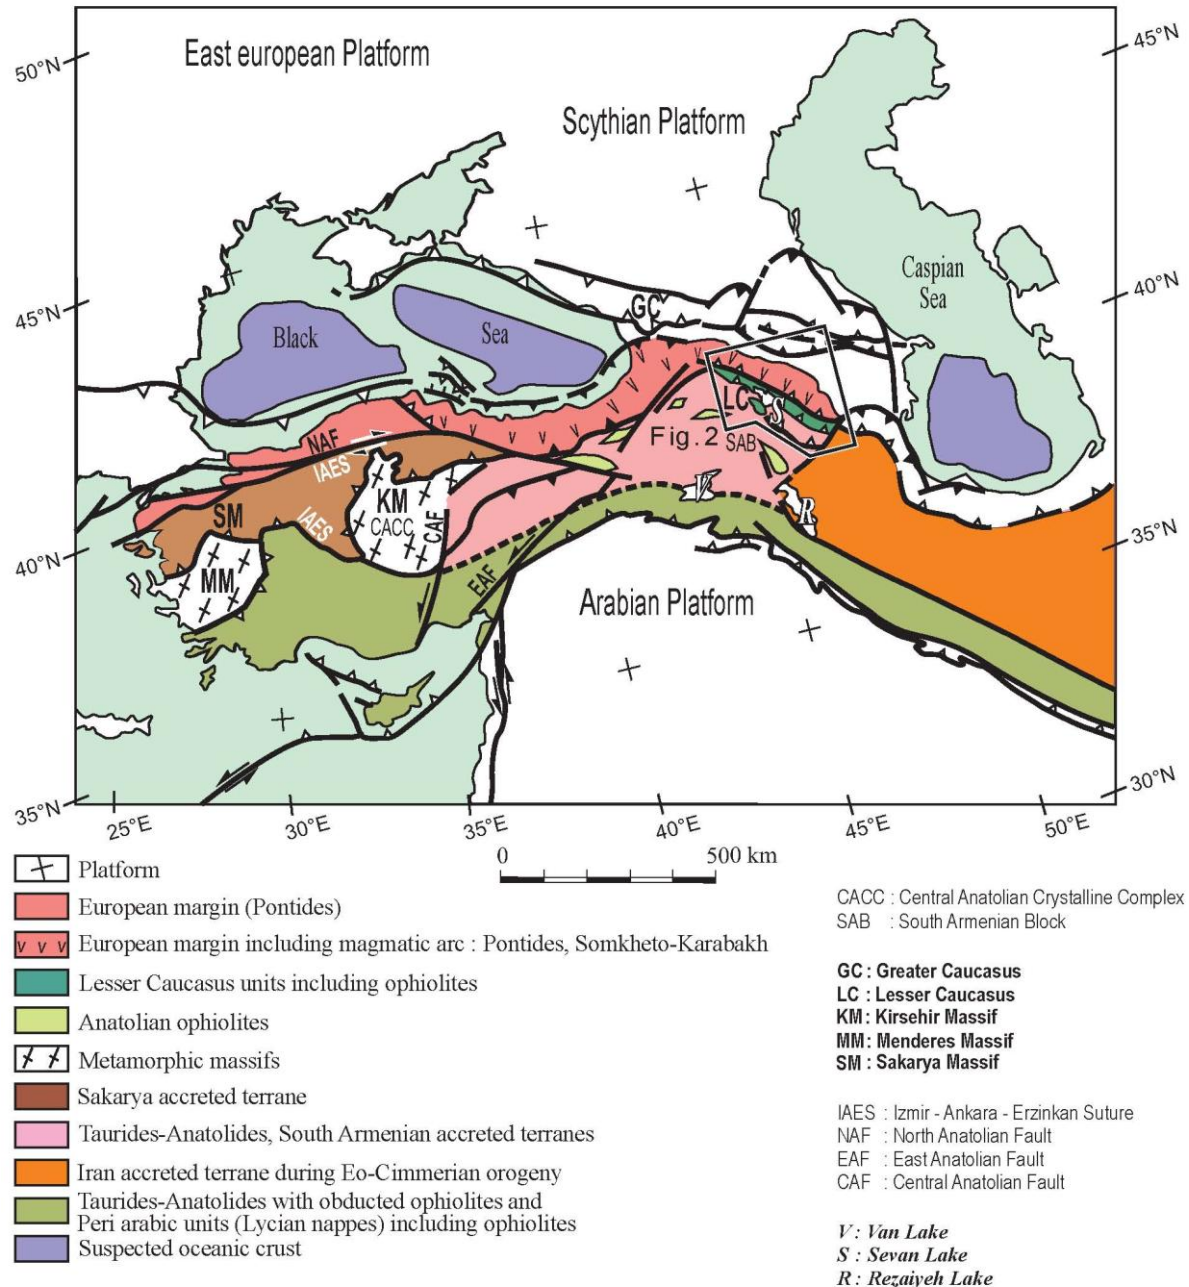 East european Platform
Scythian Platform
50°N
45°N
45°N
40°N
40°N
35°N
35°N
30°N
Caspian
Sea
GC
Black
Sea
LC
S
Fig.2
SAB
NAF
IAES
SM
IAES
KM
CACC
CAF
MM
EAF
V
R
Arabian Platform
25°E
30°E
35°E
40°E
45°E
50°E
0
500 km
Platform
European margin (Pontides)
European margin including magmatic arc : Pontides, Somkheto-Karabakh
Lesser Caucasus units including ophiolites
Anatolian ophiolites
Metamorphic massifs
Sakarya accreted terrane
Taurides-Anatolides, South Armenian accreted terranes
Iran accreted terrane during Eo-Cimmerian orogeny
Taurides-Anatolides with obducted ophiolites and
Peri arabic units (Lycian nappes) including ophiolites
Suspected oceanic crust
CACC : Central Anatolian Crystalline Complex
SAB : South Armenian Block
GC : Greater Caucasus
LC : Lesser Caucasus
KM : Kirsehir Massif
MM : Menderes Massif
SM : Sakarya Massif
IAES : Izmir - Ankara - Erzinkan Suture
NAF : North Anatolian Fault
EAF : East Anatolian Fault
CAF : Central Anatolian Fault
V : Van Lake
S : Sevan Lake
R : Rezaiyeh Lake